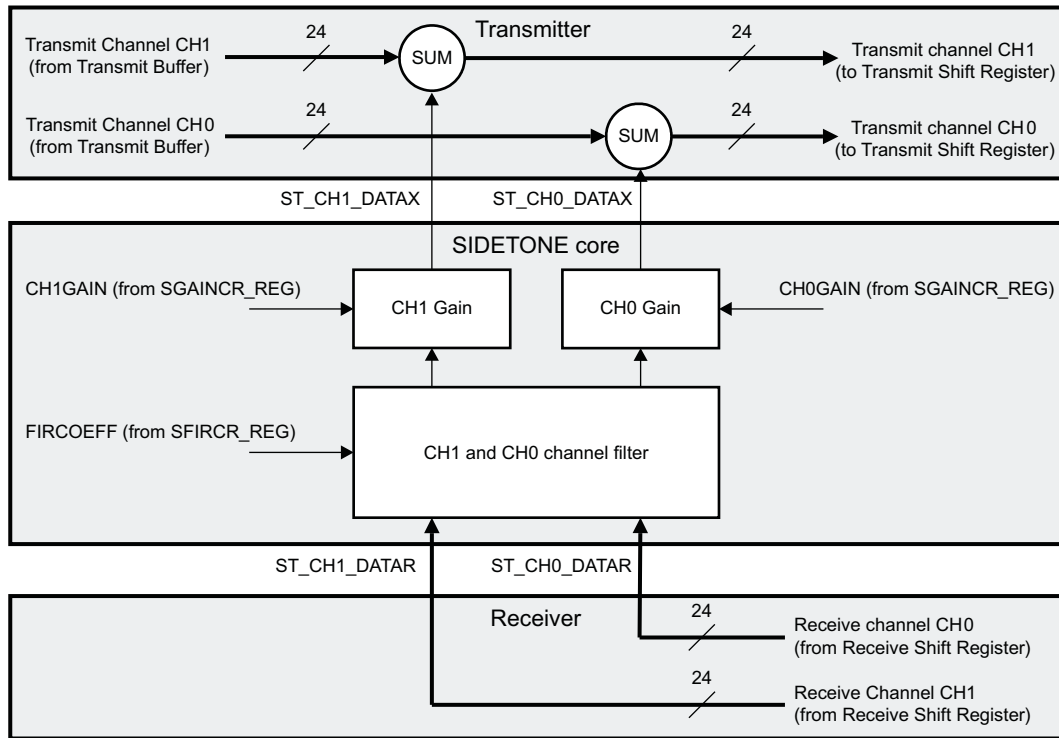 Transmitter
24
24
Transmit Channel CH1
(from Transmit Buffer)
SUM
Transmit channel CH1
(to Transmit Shift Register)
24
24
Transmit Channel CH0
(from Transmit Buffer)
SUM
Transmit channel CH0
(to Transmit Shift Register)
ST_CH1_DATAX
ST_CH0_DATAX
SIDETONE core
CH1GAIN (from SGAINCR_REG)
CH1 Gain
CH0 Gain
CH0GAIN (from SGAINCR_REG)
FIRCOEFF (from SFIRCR_REG)
CH1 and CH0 channel filter
ST_CH1_DATAR
ST_CH0_DATAR
Receiver
24
Receive channel CH0
(from Receive Shift Register)
24
Receive Channel CH1
(from Receive Shift Register)